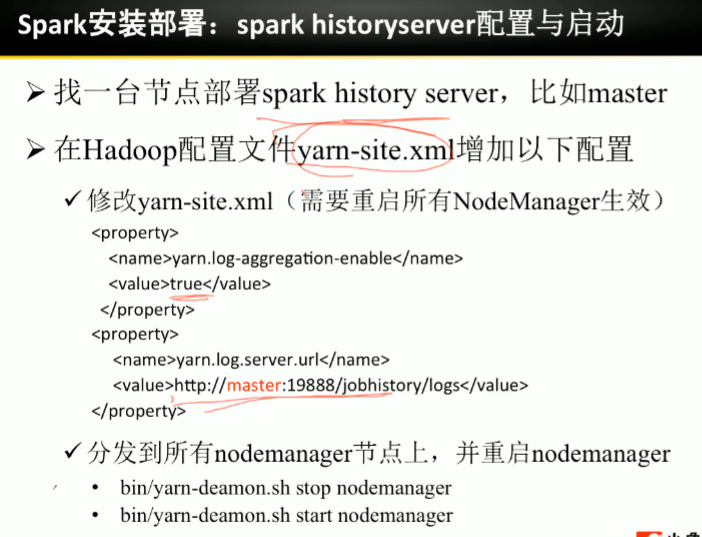 Spark安装部署：spark historyserver配置与启动
➢ 找一台节点部署spark history server，比如master
➢ 在Hadoop配置文件yarn-site.xml增加以下配置
✓ 修改yarn-site.xml（需要重启所有NodeManager生效）
<property>
<name>yarn.log-aggregation-enable</name>
<value>true</value>
</property>
<property>
<name>yarn.log.server.url</name>
<value>http://master:19888/jobhistory/logs</value>
</property>
✓ 分发到所有nodemanager节点上，并重启nodemanager
• bin/yarn-deamon.sh stop nodemanager
• bin/yarn-deamon.sh start nodemanager